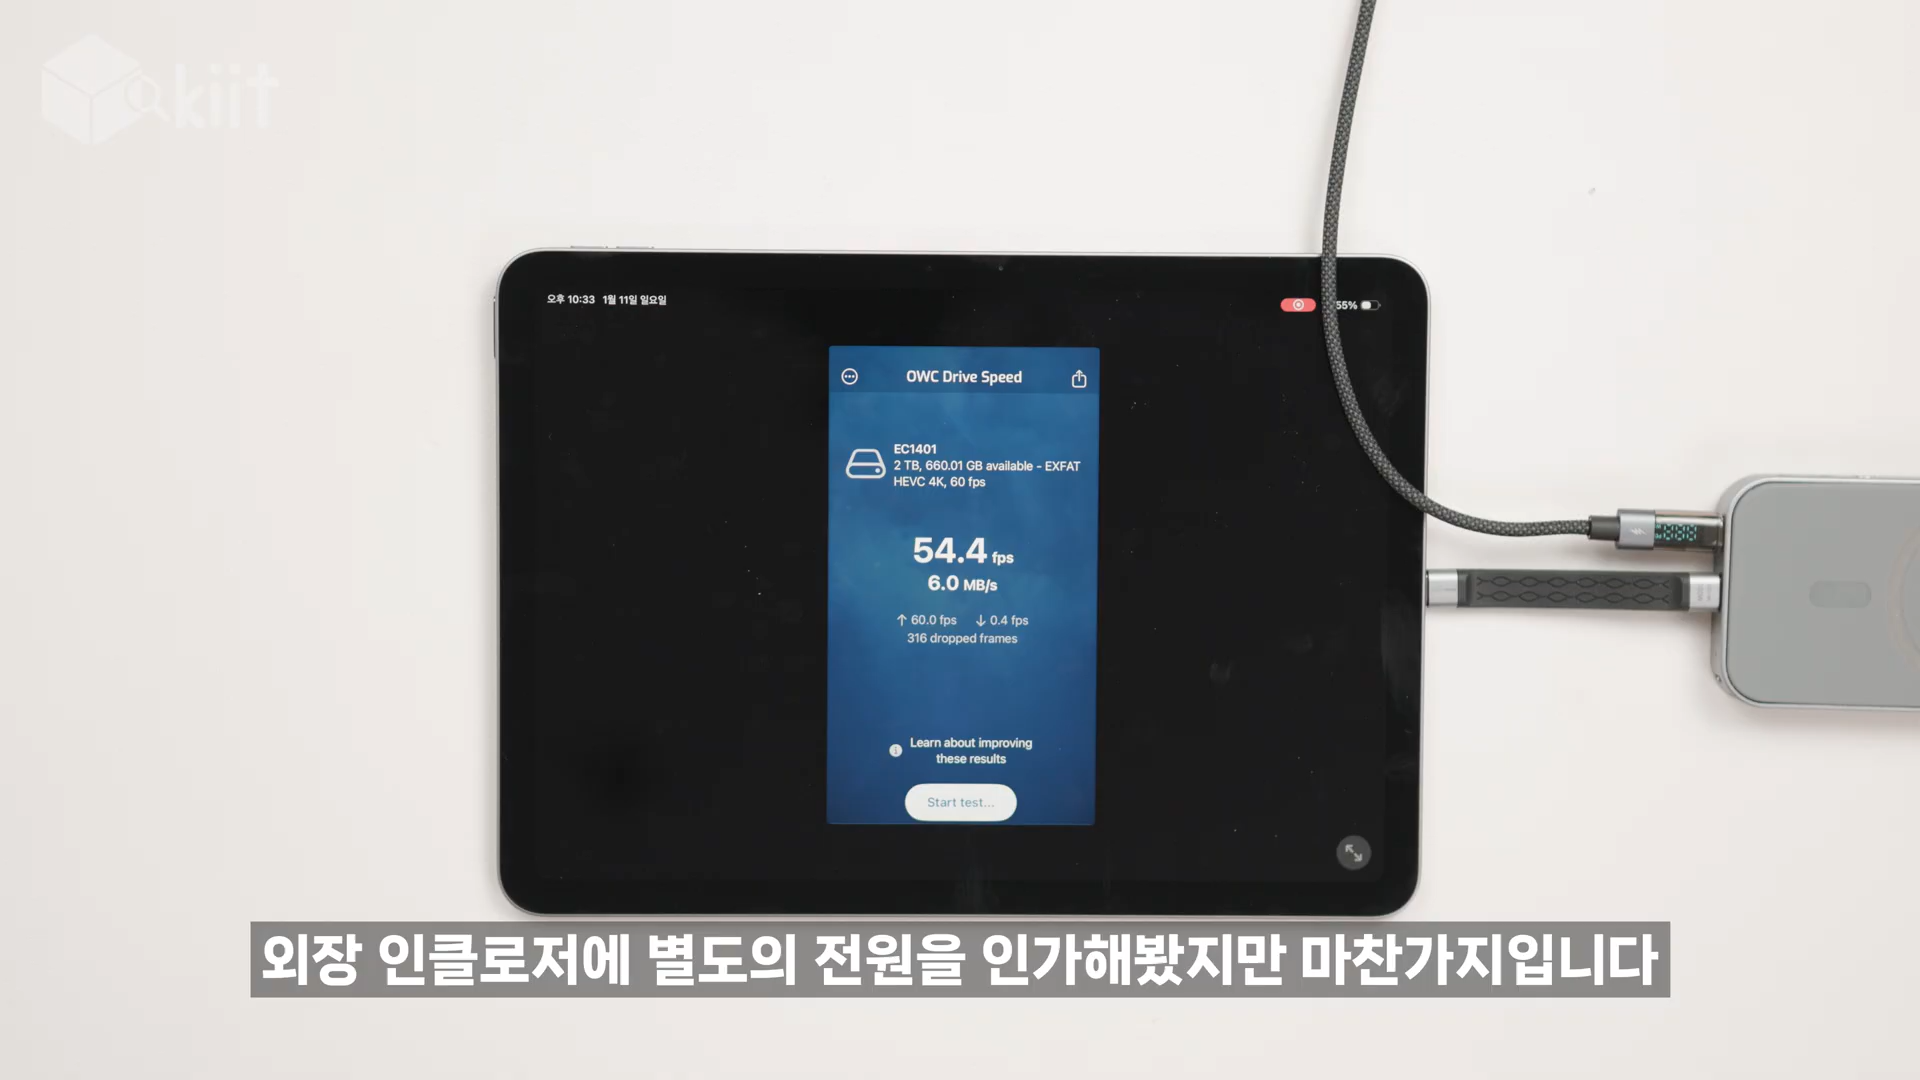 kiit
오후 10:33 1월 11일 일요일
55%
OWC Drive Speed
EC1401
2 TB, 660.01 GB available - EXFAT
HEVC 4K, 60 fps
54.4 fps
6.0 MB/s
↑ 60.0 fps ↓ 0.4 fps
316 dropped frames
Learn about improving
these results
Start test...
외장 인클로저에 별도의 전원을 인가해봤지만 마찬가지입니다